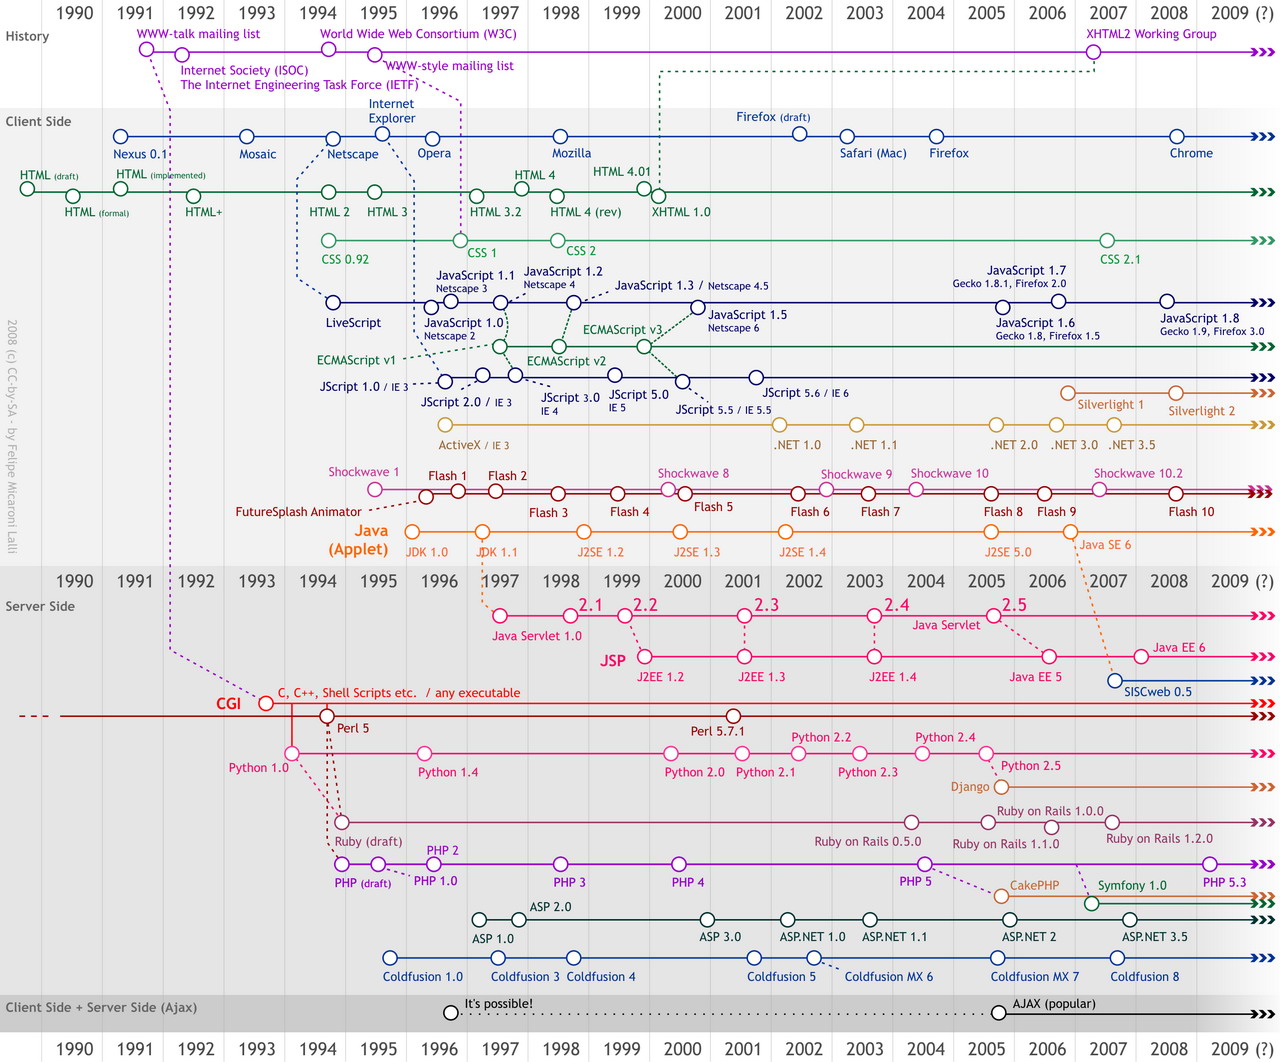 1990 1991 1992 1993 1994 1995 1996 1997 1998 1999 2000 2001 2002 2003 2004 2005 2006 2007 2008 2009 (?)
History
WWW-talk mailing list
World Wide Web Consortium (W3C)
XHTML2 Working Group
Internet Society (ISOC)
The Internet Engineering Task Force (IETF)
WWW-style mailing list
Client Side
Internet
Explorer
Firefox (draft)
Nexus 0.1
Mosaic
Netscape
Opera
Mozilla
Safari (Mac)
Firefox
Chrome
HTML (draft)
HTML (implemented)
HTML 4
HTML 4.01
HTML (formal)
HTML+
HTML 2
HTML 3
HTML 3.2
HTML 4 (rev)
XHTML 1.0
CSS 0.92
CSS 1
CSS 2
CSS 2.1
JavaScript 1.1
Netscape 3
JavaScript 1.2
Netscape 4
JavaScript 1.3 / Netscape 4.5
JavaScript 1.7
Gecko 1.8.1, Firefox 2.0
LiveScript
JavaScript 1.0
Netscape 2
JavaScript 1.5
Netscape 6
JavaScript 1.6
Gecko 1.8, Firefox 1.5
JavaScript 1.8
Gecko 1.9, Firefox 3.0
ECMAScript v3
ECMAScript v1
ECMAScript v2
JScript 1.0 / IE 3
JScript 2.0 / IE 3
JScript 3.0
IE 4
JScript 5.0
IE 5
JScript 5.5 / IE 5.5
JScript 5.6 / IE 6
Silverlight 1
Silverlight 2
ActiveX / IE 3
.NET 1.0
.NET 1.1
.NET 2.0
.NET 3.0
.NET 3.5
Shockwave 1
Flash 1
Flash 2
Shockwave 8
Shockwave 9
Shockwave 10
Shockwave 10.2
FutureSplash Animator
Flash 3
Flash 4
Flash 5
Flash 6
Flash 7
Flash 8
Flash 9
Flash 10
Java
(Applet)
JDK 1.0
JDK 1.1
J2SE 1.2
J2SE 1.3
J2SE 1.4
J2SE 5.0
Java SE 6
2008 (c) CC-by-SA - by Felipe Micaroni Lalli
1990 1991 1992 1993 1994 1995 1996 1997 1998 1999 2000 2001 2002 2003 2004 2005 2006 2007 2008 2009 (?)
Server Side
2.1
2.2
2.3
2.4
2.5
Java Servlet 1.0
Java Servlet
JSP
J2EE 1.2
J2EE 1.3
J2EE 1.4
Java EE 5
Java EE 6
SISCweb 0.5
CGI
C, C++, Shell Scripts etc. / any executable
Perl 5
Perl 5.7.1
Python 1.0
Python 1.4
Python 2.0
Python 2.1
Python 2.2
Python 2.3
Python 2.4
Python 2.5
Django
Ruby (draft)
Ruby on Rails 0.5.0
Ruby on Rails 1.0.0
Ruby on Rails 1.1.0
Ruby on Rails 1.2.0
PHP (draft)
PHP 1.0
PHP 2
PHP 3
PHP 4
PHP 5
PHP 5.3
CakePHP
Symfony 1.0
ASP 1.0
ASP 2.0
ASP 3.0
ASP.NET 1.0
ASP.NET 1.1
ASP.NET 2
ASP.NET 3.5
Coldfusion 1.0
Coldfusion 3
Coldfusion 4
Coldfusion 5
Coldfusion MX 6
Coldfusion MX 7
Coldfusion 8
Client Side + Server Side (Ajax)
It's possible!
AJAX (popular)
1990 1991 1992 1993 1994 1995 1996 1997 1998 1999 2000 2001 2002 2003 2004 2005 2006 2007 2008 2009 (?)